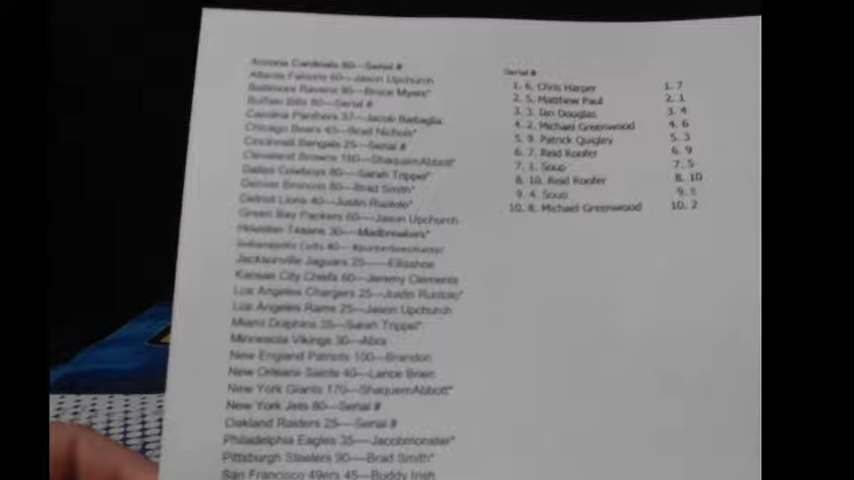 Arizona Cardinals 80---Serial #
Atlanta Falcons 60---Jason Upchurch
Baltimore Ravens 95---Bruce Myers*
Buffalo Bills 80---Serial #
Carolina Panthers 37---Jacob Battaglia
Chicago Bears 45---Brad Nichols*
Cincinnati Bengals 25---Serial #
Cleveland Browns 180---ShaquemAbbott*
Dallas Cowboys 80---Sarah Trippel*
Denver Broncos 80---Brad Smith*
Detroit Lions 40---Justin Ruotolo*
Green Bay Packers 60---Jason Upchurch
Houston Texans 30---Madbreakers*
Indianapolis Colts 40---
Jacksonville Jaguars 25-----Ellisshoe
Kansas City Chiefs 60---Jeremy Clements
Los Angeles Chargers 25---Justin Ruotolo*
Los Angeles Rams 25---Jason Upchurch
Miami Dolphins 35---Sarah Trippel*
Minnesota Vikings 30---Abra
New England Patriots 100---Brandon
New Orleans Saints 40---Lance Brien
New York Giants 170---ShaquemAbbott*
New York Jets 80---Serial #
Oakland Raiders 25---Serial #
Philadelphia Eagles 35---Jacobmonster*
Pittsburgh Steelers 90---Brad Smith*
San Francisco 49ers 45---Buddy Irish
Serial #
1. 6. Chris Harper
2. 5. Matthew Paul
3. 3. Ian Douglas
4. 2. Michael Greenwood
5. 9. Patrick Quigley
6. 7. Reid Roofer
7. 1. Soup
8. 10. Reid Roofer
9. 4. Soup
10. 8. Michael Greenwood
1. 7
2. 1
3. 4
4. 6
5. 3
6. 9
7. 5
8. 10
9.
10. 2